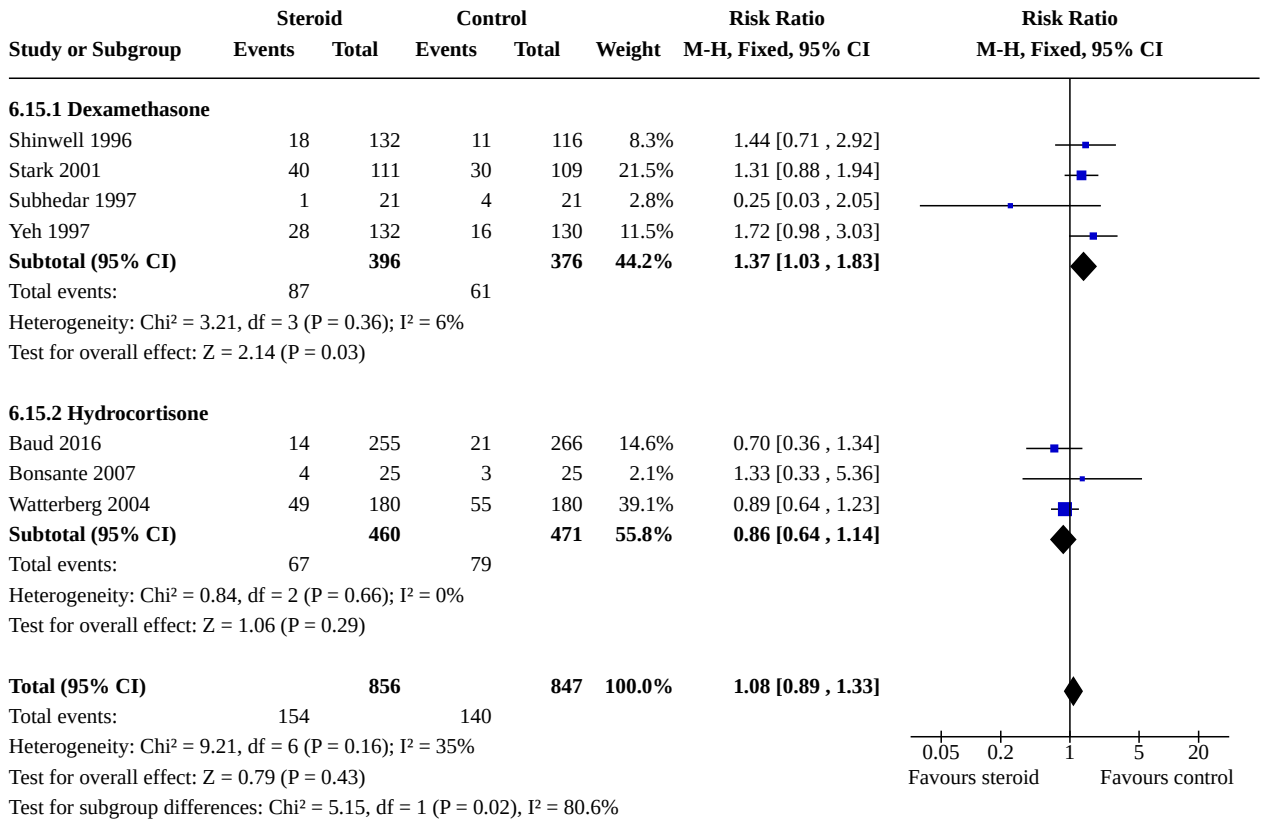 Steroid Control Risk Ratio Risk Ratio
Study or Subgroup Events Total Events Total Weight M-H, Fixed, 95% CI M-H, Fixed, 95% CI
6.15.1 Dexamethasone
Shinwell 1996 18 132 11 116 8.3% 1.44 [0.71 , 2.92]
Stark 2001 40 111 30 109 21.5% 1.31 [0.88 , 1.94]
Subhedar 1997 1 21 4 21 2.8% 0.25 [0.03 , 2.05]
Yeh 1997 28 132 16 130 11.5% 1.72 [0.98 , 3.03]
Subtotal (95% CI) 396 376 44.2% 1.37 [1.03 , 1.83]
Total events: 87 61
Heterogeneity: Chi² = 3.21, df = 3 (P = 0.36); I² = 6%
Test for overall effect: Z = 2.14 (P = 0.03)
6.15.2 Hydrocortisone
Baud 2016 14 255 21 266 14.6% 0.70 [0.36 , 1.34]
Bonsante 2007 4 25 3 25 2.1% 1.33 [0.33 , 5.36]
Watterberg 2004 49 180 55 180 39.1% 0.89 [0.64 , 1.23]
Subtotal (95% CI) 460 471 55.8% 0.86 [0.64 , 1.14]
Total events: 67 79
Heterogeneity: Chi² = 0.84, df = 2 (P = 0.66); I² = 0%
Test for overall effect: Z = 1.06 (P = 0.29)
Total (95% CI) 856 847 100.0% 1.08 [0.89 , 1.33]
Total events: 154 140
Heterogeneity: Chi² = 9.21, df = 6 (P = 0.16); I² = 35%
0.05 0.2 1 5 20
Test for overall effect: Z = 0.79 (P = 0.43) Favours steroid Favours control
Test for subgroup differences: Chi² = 5.15, df = 1 (P = 0.02), I² = 80.6%